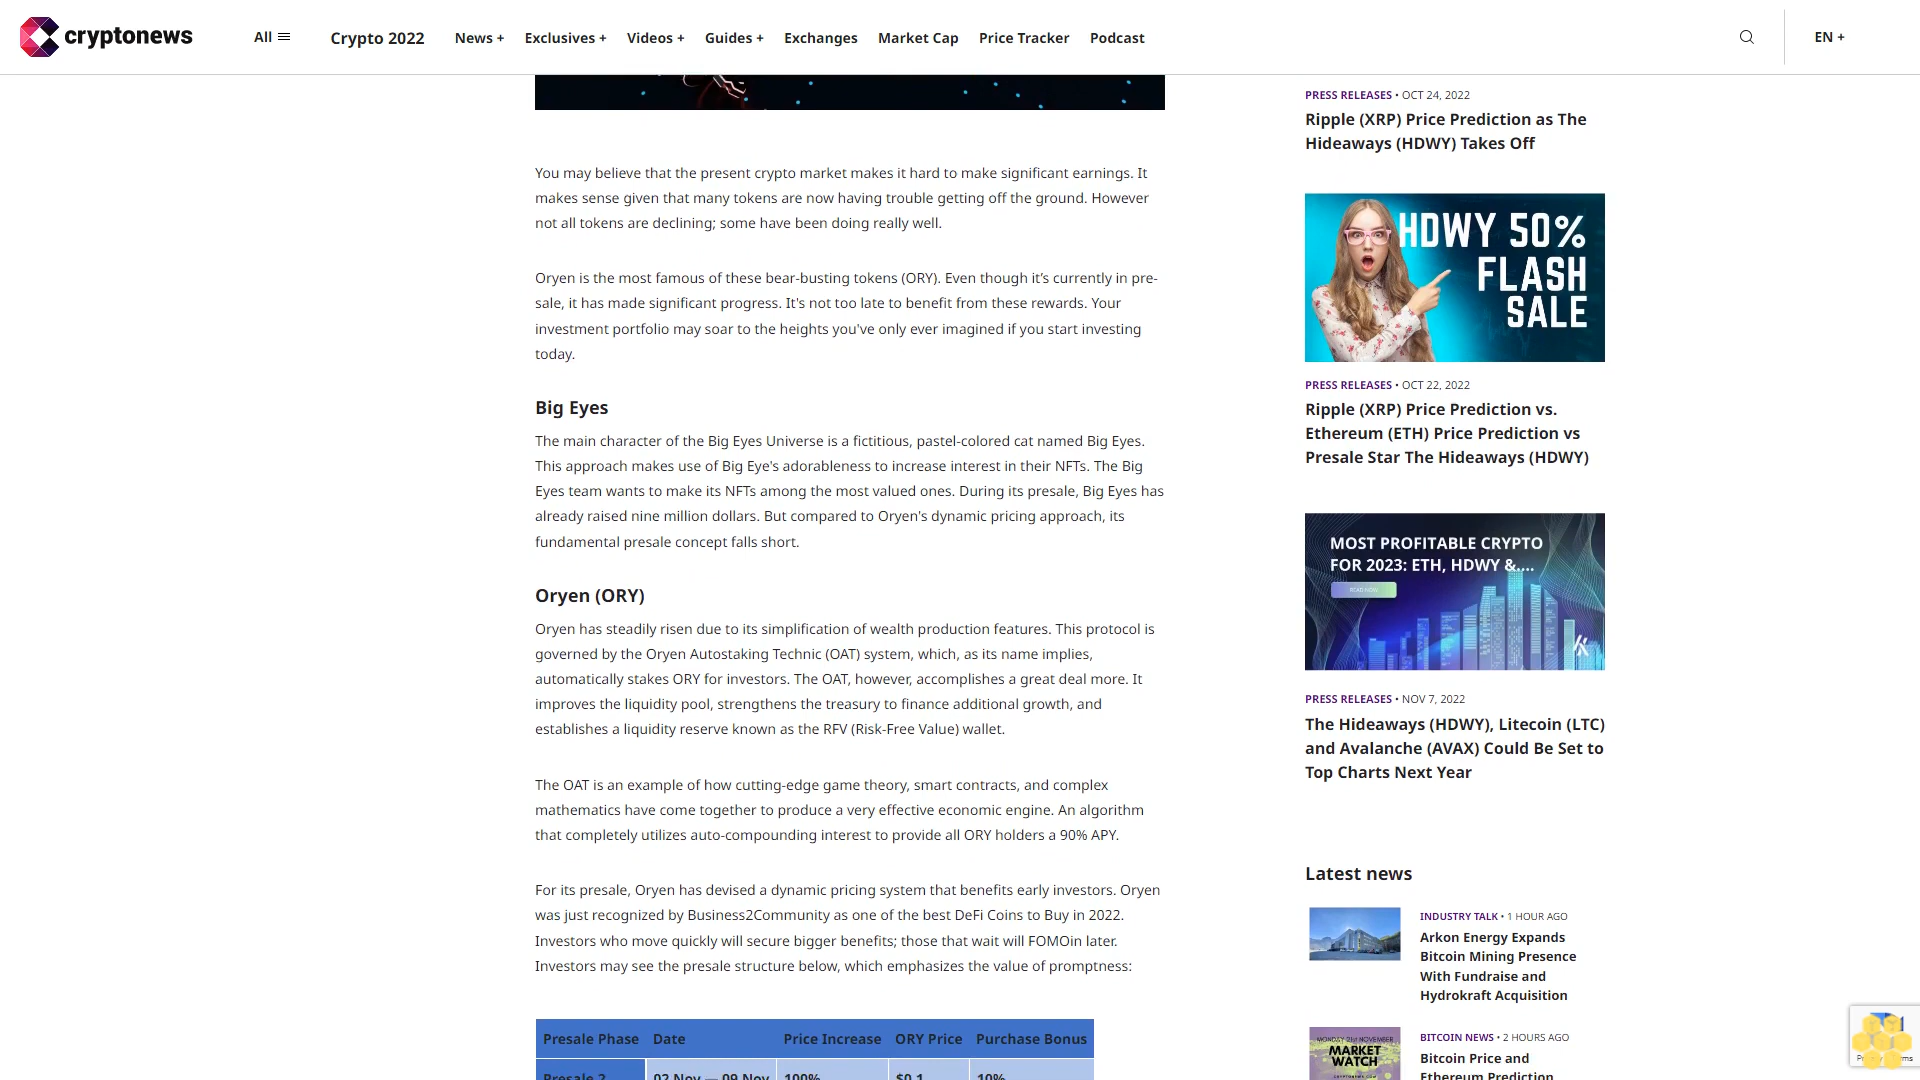 cryptonews
All
Crypto 2022
News +
Exclusives +
Videos +
Guides +
Exchanges
Market Cap
Price Tracker
Podcast
EN +
You may believe that the present crypto market makes it hard to make significant earnings. It
makes sense given that many tokens are now having trouble getting off the ground. However
not all tokens are declining; some have been doing really well.
Oryen is the most famous of these bear-busting tokens (ORY). Even though it’s currently in pre-
sale, it has made significant progress. It's not too late to benefit from these rewards. Your
investment portfolio may soar to the heights you've only ever imagined if you start investing
today.
Big Eyes
The main character of the Big Eyes Universe is a fictitious, pastel-colored cat named Big Eyes.
This approach makes use of Big Eye's adorableness to increase interest in their NFTs. The Big
Eyes team wants to make its NFTs among the most valued ones. During its presale, Big Eyes has
already raised nine million dollars. But compared to Oryen's dynamic pricing approach, its
fundamental presale concept falls short.
Oryen (ORY)
Oryen has steadily risen due to its simplification of wealth production features. This protocol is
governed by the Oryen Autostaking Technic (OAT) system, which, as its name implies,
automatically stakes ORY for investors. The OAT, however, accomplishes a great deal more. It
improves the liquidity pool, strengthens the treasury to finance additional growth, and
establishes a liquidity reserve known as the RFV (Risk-Free Value) wallet.
The OAT is an example of how cutting-edge game theory, smart contracts, and complex
mathematics have come together to produce a very effective economic engine. An algorithm
that completely utilizes auto-compounding interest to provide all ORY holders a 90% APY.
For its presale, Oryen has devised a dynamic pricing system that benefits early investors. Oryen
was just recognized by Business2Community as one of the best DeFi Coins to Buy in 2022.
Investors who move quickly will secure bigger benefits; those that wait will FOMOin later.
Investors may see the presale structure below, which emphasizes the value of promptness:
Presale Phase Date Price Increase ORY Price Purchase Bonus
Presale 2 02 Nov — 09 Nov 100% $0.1 10%
PRESS RELEASES • OCT 24, 2022
Ripple (XRP) Price Prediction as The
Hideaways (HDWY) Takes Off
HDWY 50%
FLASH
SALE
PRESS RELEASES • OCT 22, 2022
Ripple (XRP) Price Prediction vs.
Ethereum (ETH) Price Prediction vs
Presale Star The Hideaways (HDWY)
MOST PROFITABLE CRYPTO
FOR 2023: ETH, HDWY &....
READ NOW
PRESS RELEASES • NOV 7, 2022
The Hideaways (HDWY), Litecoin (LTC)
and Avalanche (AVAX) Could Be Set to
Top Charts Next Year
Latest news
INDUSTRY TALK • 1 HOUR AGO
Arkon Energy Expands
Bitcoin Mining Presence
With Fundraise and
Hydrokraft Acquisition
MONDAY 21st NOVEMBER
MARKET
WATCH
CRYPTONEWS.COM
BITCOIN NEWS • 2 HOURS AGO
Bitcoin Price and
Ethereum Prediction